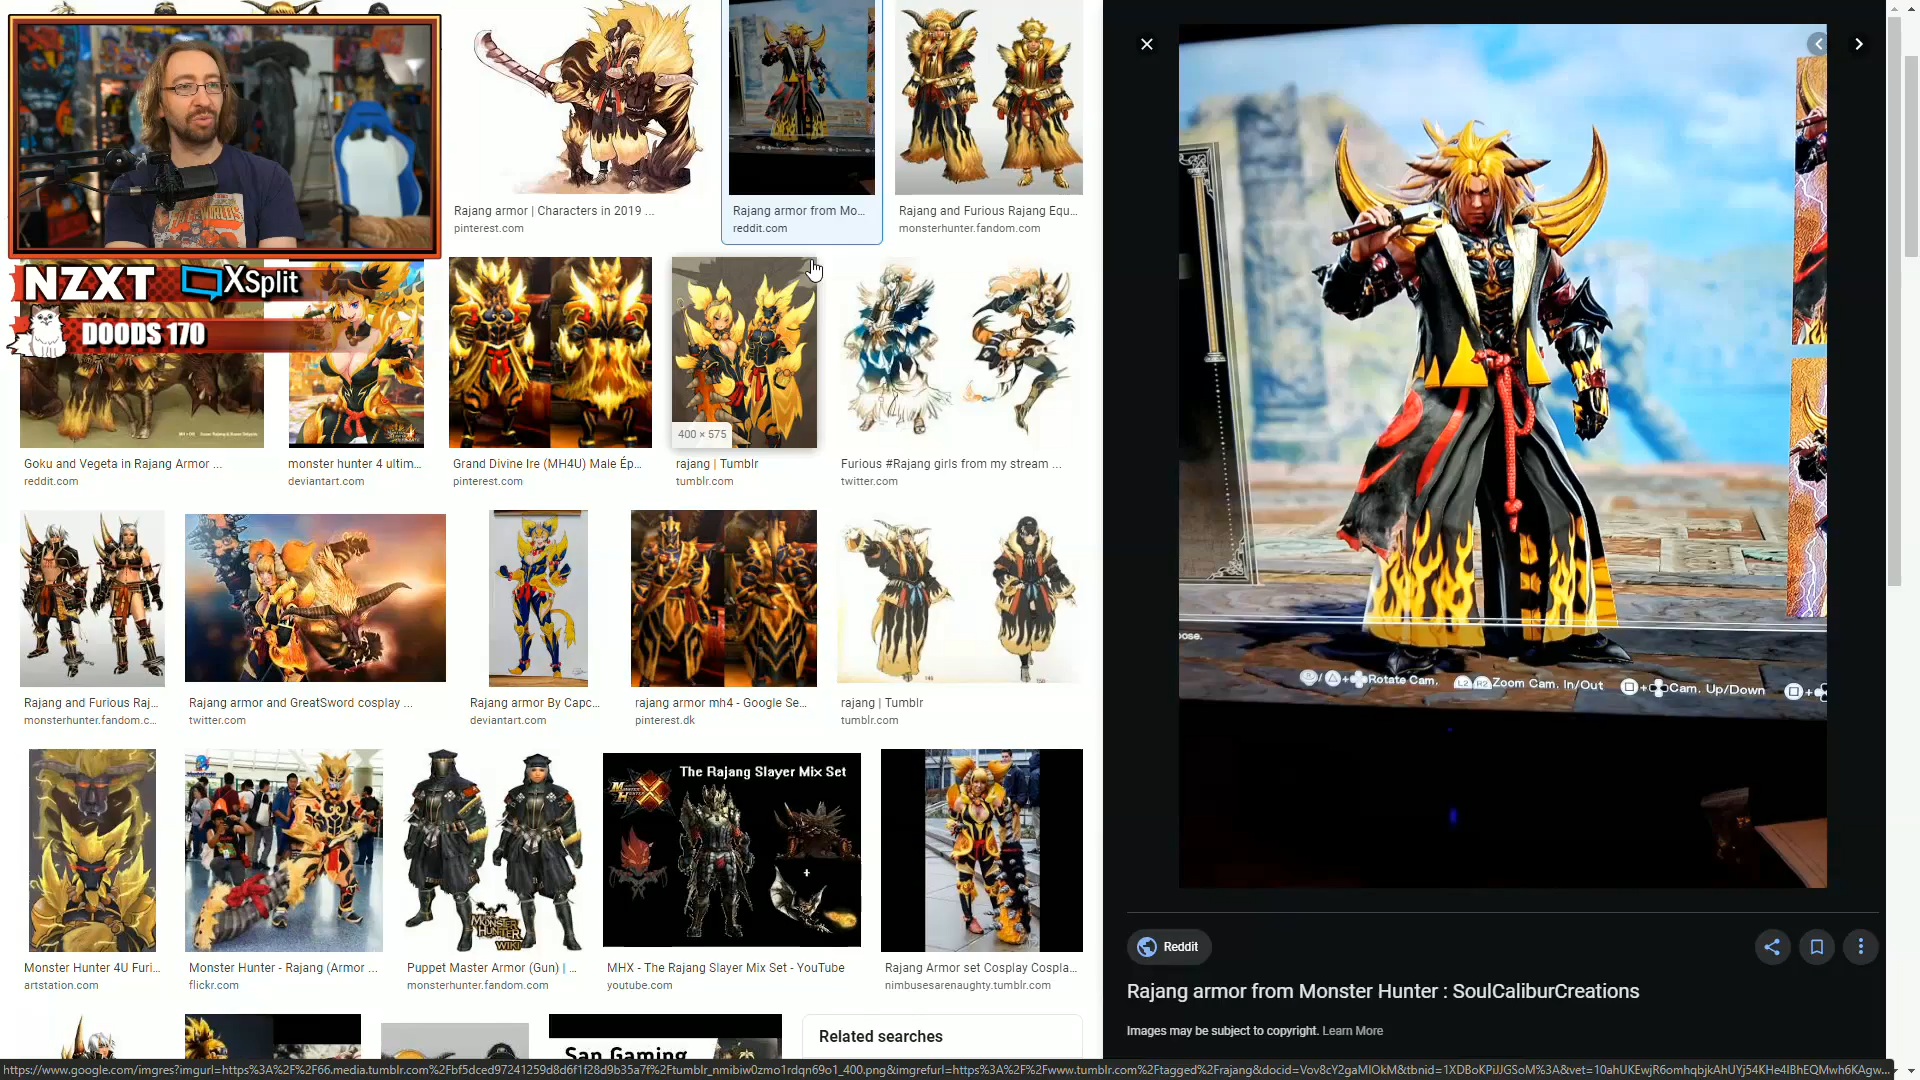 Rajang armor | Characters in 2019 ...
pinterest.com
Rajang armor from Mo...
reddit.com
Rajang and Furious Rajang Equ...
monsterhunter.fandom.com
NZXT XSplit
DOODS 170
400 × 575
Goku and Vegeta in Rajang Armor ...
reddit.com
monster hunter 4 ultim...
deviantart.com
Grand Divine Ire (MH4U) Male Ép...
pinterest.com
rajang | Tumblr
tumblr.com
Furious #Rajang girls from my stream ...
twitter.com
Rajang and Furious Raj...
monsterhunter.fandom.c...
Rajang armor and GreatSword cosplay ...
twitter.com
Rajang armor By Capc...
deviantart.com
rajang armor mh4 - Google Se...
pinterest.dk
rajang | Tumblr
tumblr.com
The Rajang Slayer Mix Set
MONSTER HUNTER
WIKI
Monster Hunter 4U Furi...
artstation.com
Monster Hunter - Rajang (Armor ...
flickr.com
Puppet Master Armor (Gun) | ...
monsterhunter.fandom.com
MHX - The Rajang Slayer Mix Set - YouTube
youtube.com
Rajang Armor set Cosplay Cospla...
nimbusesarenaughty.tumblr.com
San Gaming
Related searches
pose.
Rotate Cam. L2 R2 Zoom Cam. In/Out Cam. Up/Down
Reddit
Rajang armor from Monster Hunter : SoulCaliburCreations
Images may be subject to copyright. Learn More